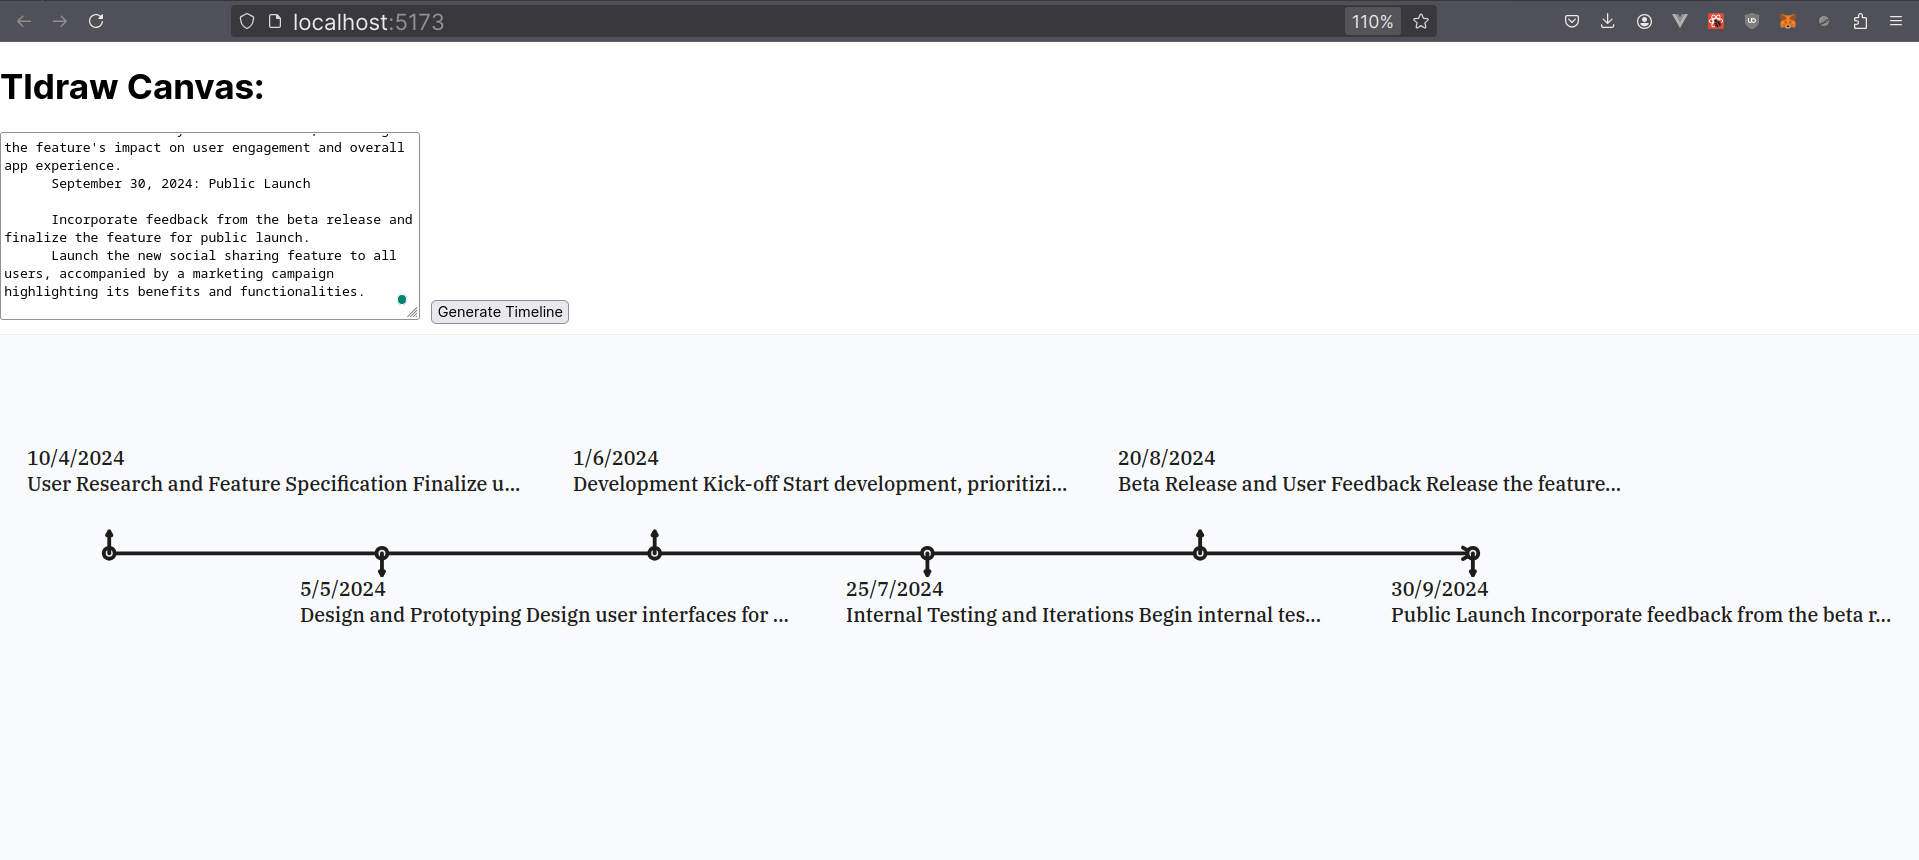 localhost:5173
110%
Tldraw Canvas:
the feature's impact on user engagement and overall
app experience.
September 30, 2024: Public Launch
Incorporate feedback from the beta release and
finalize the feature for public launch.
Launch the new social sharing feature to all
users, accompanied by a marketing campaign
highlighting its benefits and functionalities.
Generate Timeline
10/4/2024
User Research and Feature Specification Finalize u...
1/6/2024
Development Kick-off Start development, prioritizi...
20/8/2024
Beta Release and User Feedback Release the feature...
5/5/2024
Design and Prototyping Design user interfaces for ...
25/7/2024
Internal Testing and Iterations Begin internal tes...
30/9/2024
Public Launch Incorporate feedback from the beta r...